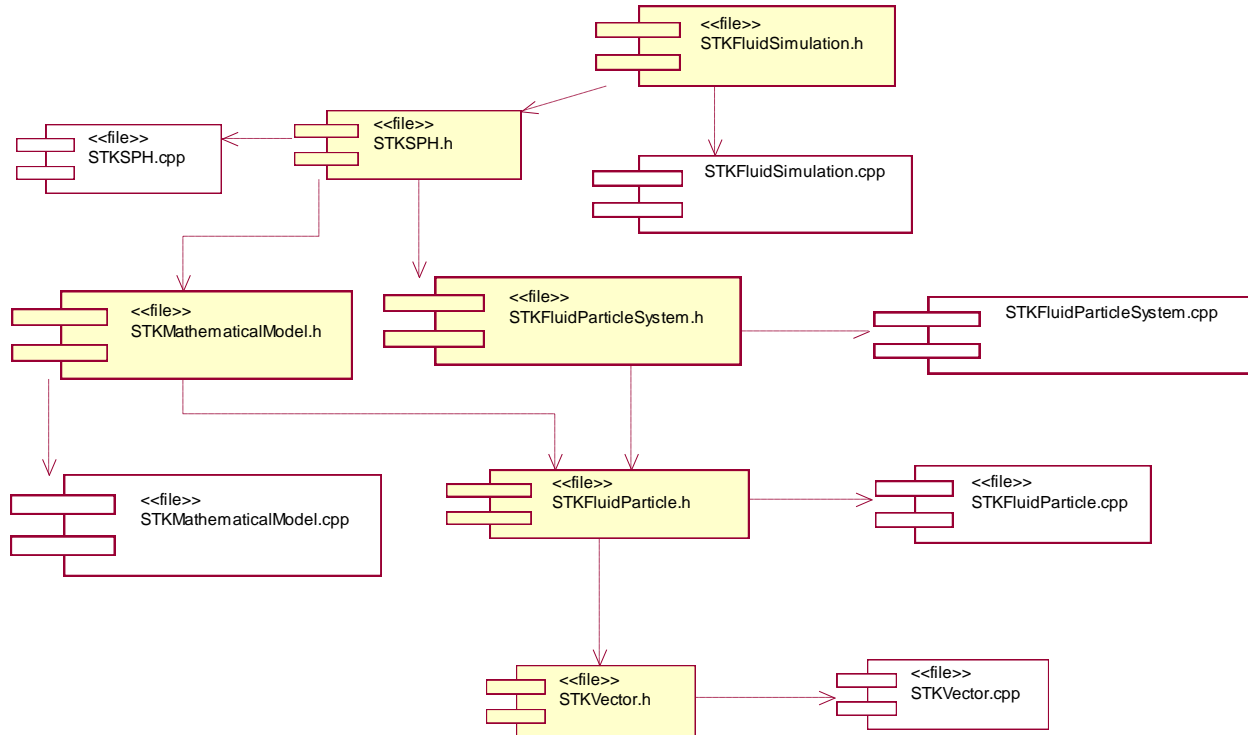 <<file>>
STKFluidSimulation.h
<<file>>
STKSPH.h
<<file>>
STKSPH.cpp
STKFluidSimulation.cpp
<<file>>
STKMathematicalModel.h
<<file>>
STKFluidParticleSystem.h
STKFluidParticleSystem.cpp
<<file>>
STKMathematicalModel.cpp
<<file>>
STKFluidParticle.h
<<file>>
STKFluidParticle.cpp
<<file>>
STKVector.h
<<file>>
STKVector.cpp